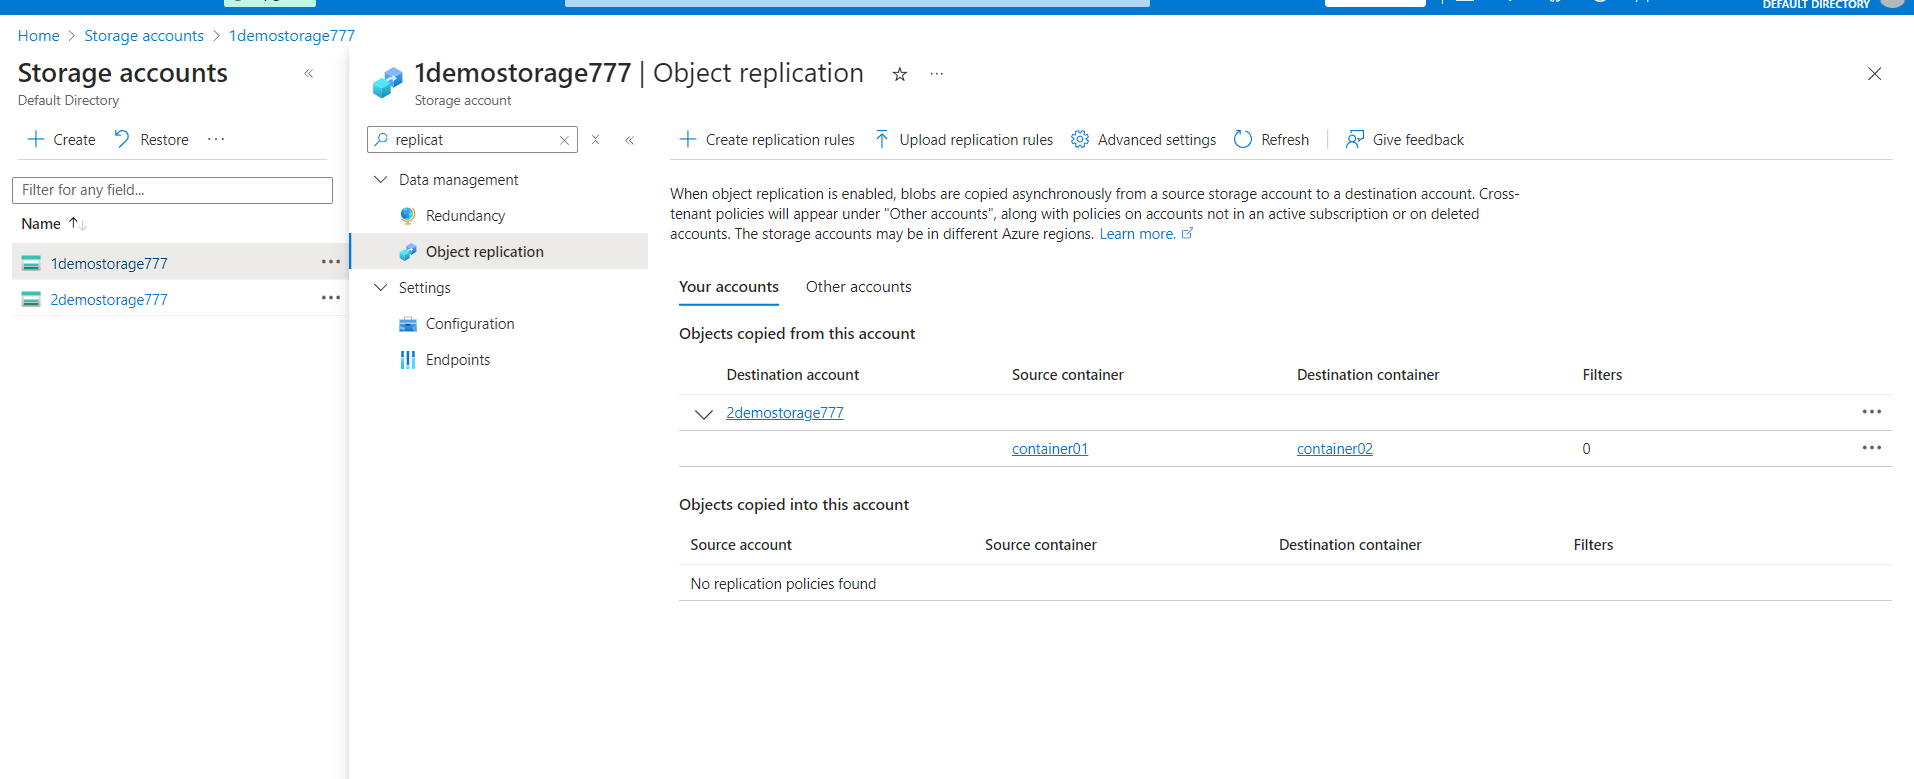 DEFAULT DIRECTORY
Home > Storage accounts > 1demostorage777
Storage accounts
Default Directory
Create Restore
Filter for any field...
Name
1demostorage777
2demostorage777
1demostorage777 | Object replication
Storage account
replicat
Data management
Redundancy
Object replication
Settings
Configuration
Endpoints
Create replication rules Upload replication rules Advanced settings Refresh Give feedback
When object replication is enabled, blobs are copied asynchronously from a source storage account to a destination account. Cross-
tenant policies will appear under "Other accounts", along with policies on accounts not in an active subscription or on deleted
accounts. The storage accounts may be in different Azure regions. Learn more.
Your accounts Other accounts
Objects copied from this account
Destination account Source container Destination container Filters
2demostorage777
container01 container02 0
Objects copied into this account
Source account Source container Destination container Filters
No replication policies found